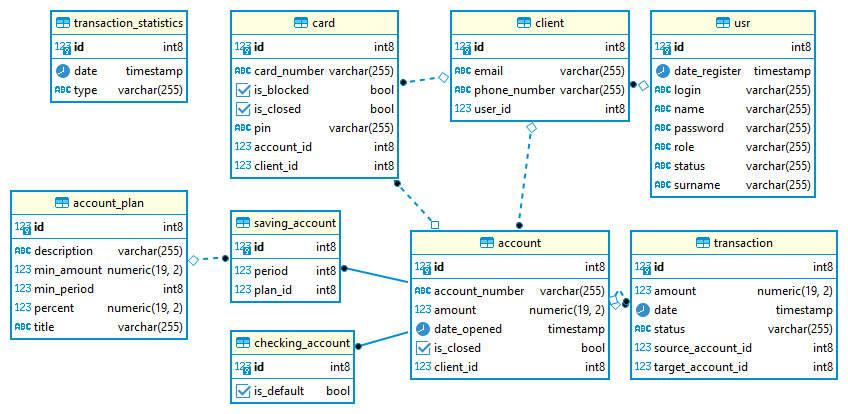 transaction_statistics
123 id int8
date timestamp
ABC type varchar(255)
card
123 id int8
ABC card_number varchar(255)
is_blocked bool
is_closed bool
ABC pin varchar(255)
123 account_id int8
123 client_id int8
client
123 id int8
ABC email varchar(255)
ABC phone_number varchar(255)
123 user_id int8
usr
123 id int8
date_register timestamp
ABC login varchar(255)
ABC name varchar(255)
ABC password varchar(255)
ABC role varchar(255)
ABC status varchar(255)
ABC surname varchar(255)
account_plan
123 id int8
ABC description varchar(255)
123 min_amount numeric(19, 2)
123 min_period int8
123 percent numeric(19, 2)
ABC title varchar(255)
saving_account
123 id int8
123 period int8
123 plan_id int8
checking_account
123 id int8
is_default bool
account
123 id int8
ABC account_number varchar(255)
123 amount numeric(19, 2)
date_opened timestamp
is_closed bool
123 client_id int8
transaction
123 id int8
123 amount numeric(19, 2)
date timestamp
ABC status varchar(255)
123 source_account_id int8
123 target_account_id int8